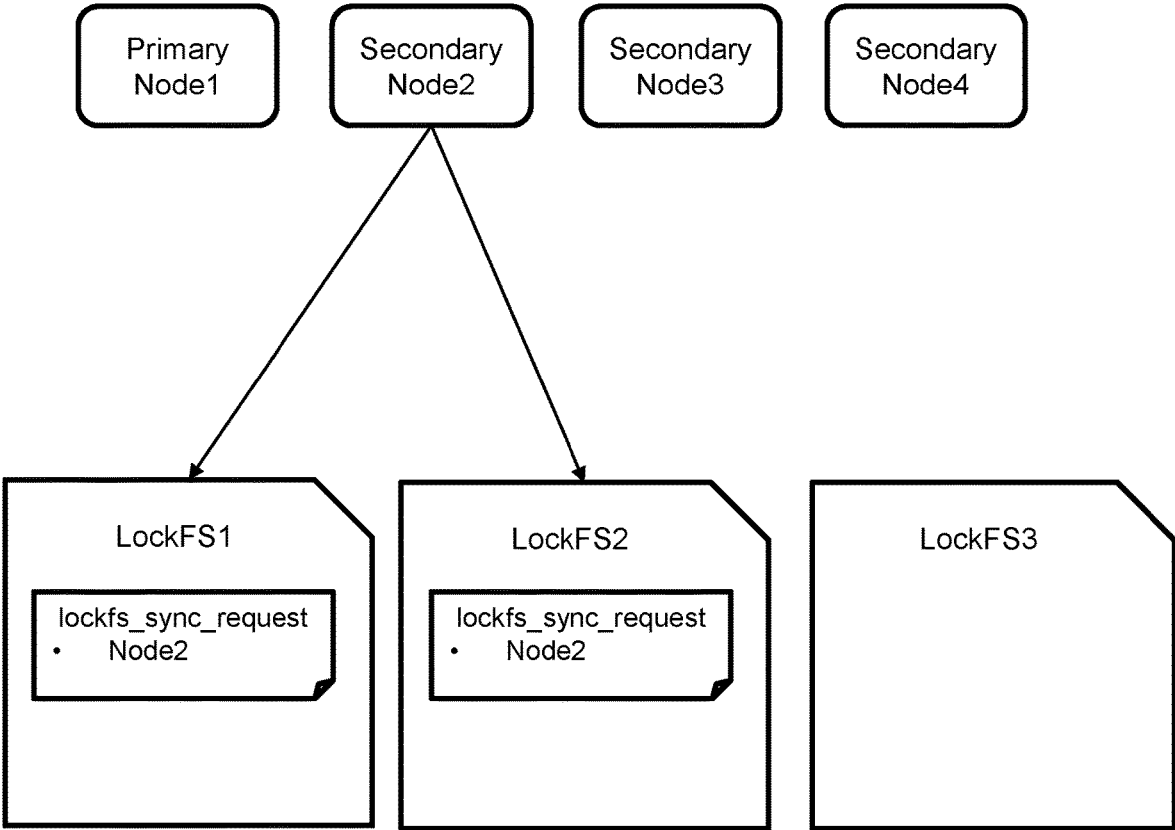 Primary
Node1
Secondary
Node2
Secondary
Node3
Secondary
Node4
LockFS1
lockfs_sync_request
• Node2
LockFS2
lockfs_sync_request
• Node2
LockFS3